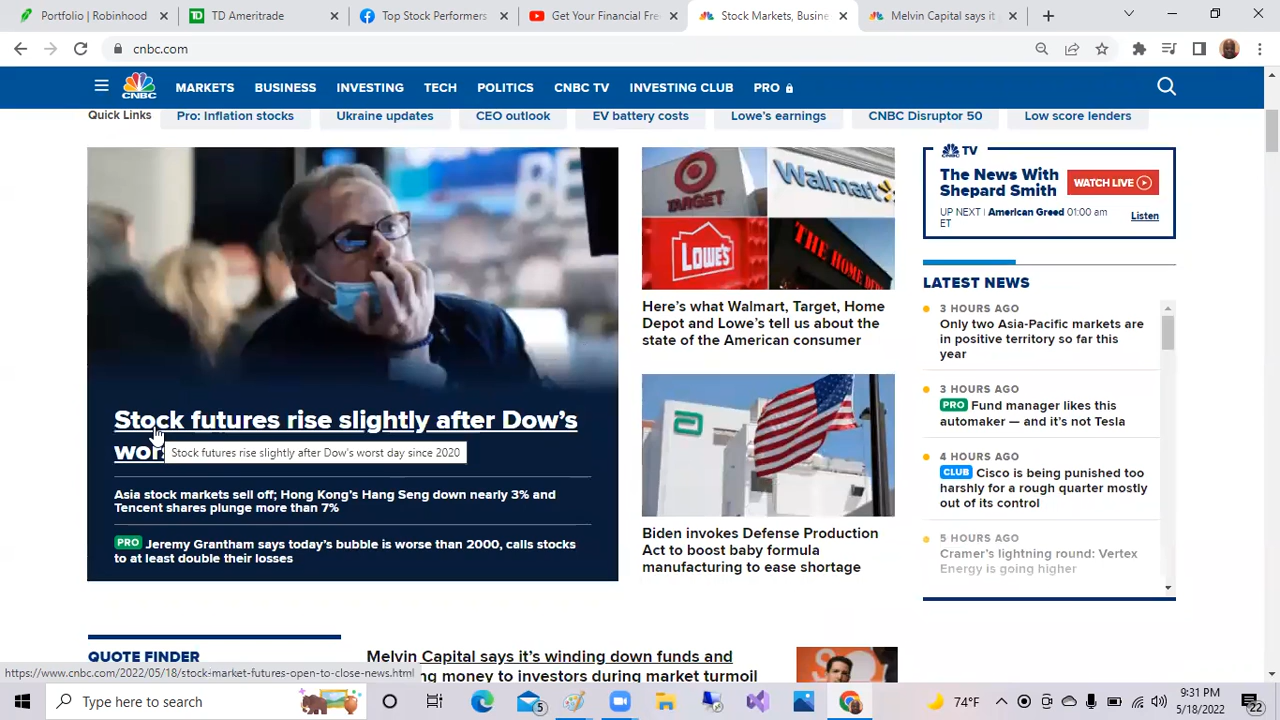 Portfolio | Robinhood
TD Ameritrade
Top Stock Performers
Get Your Financial Fre
Stock Markets, Busine
Melvin Capital says it
cnbc.com
CNBC
MARKETS
BUSINESS
INVESTING
TECH
POLITICS
CNBC TV
INVESTING CLUB
PRO
Quick Links
Pro: Inflation stocks
Ukraine updates
CEO outlook
EV battery costs
Lowe's earnings
CNBC Disruptor 50
Low score lenders
Stock futures rise slightly after Dow's
Stock futures rise slightly after Dow's worst day since 2020
Asia stock markets sell off; Hong Kong's Hang Seng down nearly 3% and
Tencent shares plunge more than 7%
PRO Jeremy Grantham says today's bubble is worse than 2000, calls stocks
to at least double their losses
TARGET
Walmart
LOWE'S
THE HOME
Here's what Walmart, Target, Home
Depot and Lowe's tell us about the
state of the American consumer
Biden invokes Defense Production
Act to boost baby formula
manufacturing to ease shortage
TV
The News With
Shepard Smith
WATCH LIVE
UP NEXT | American Greed 01:00 am
ET
Listen
LATEST NEWS
3 HOURS AGO
Only two Asia-Pacific markets are
in positive territory so far this
year
3 HOURS AGO
PRO Fund manager likes this
automaker — and it's not Tesla
4 HOURS AGO
CLUB Cisco is being punished too
harshly for a rough quarter mostly
out of its control
5 HOURS AGO
Cramer's lightning round: Vertex
Energy is going higher
QUOTE FINDER
Melvin Capital says it's winding down funds and
money to investors during market turmoil
https://www.cnbc.com/2022/05/18/stock-market-futures-open-to-close-news.html
Type here to search
5
74°F
9:31 PM
5/18/2022
22